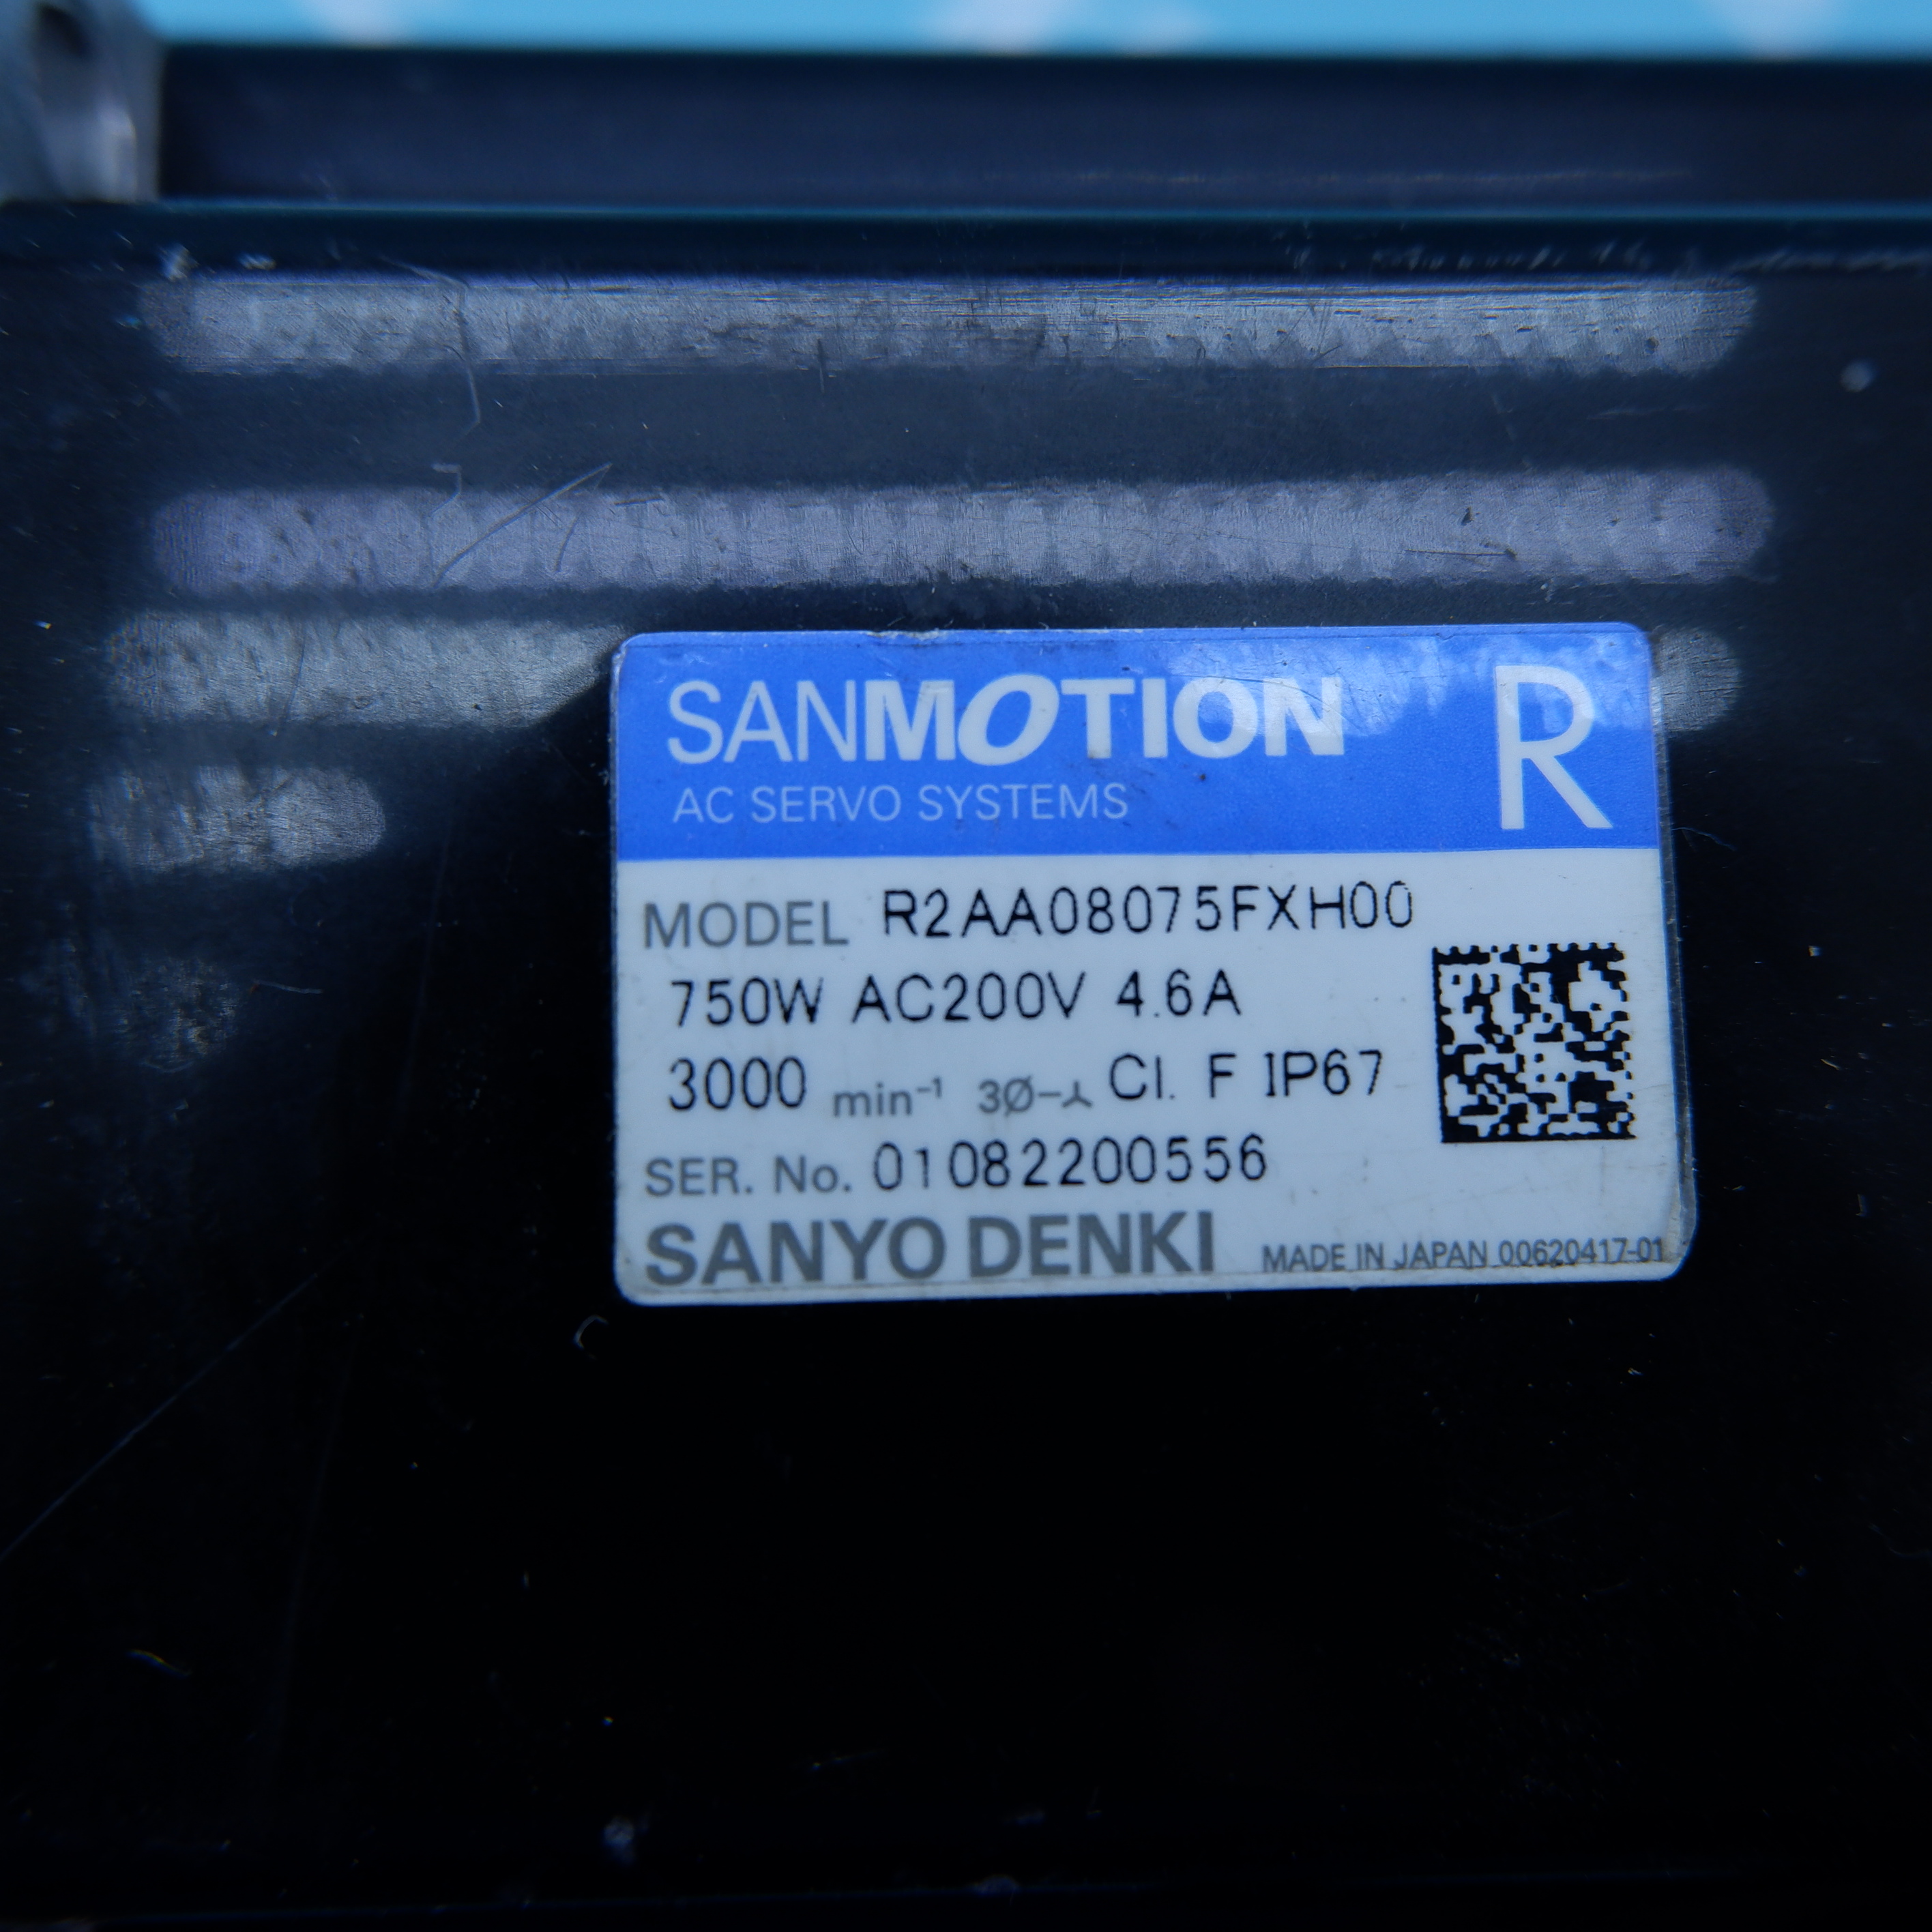 SANMOTION R
AC SERVO SYSTEMS
MODEL R2AA08075FXH00
750W AC200V 4.6A
3000 min⁻¹ 3Ø-⅄ CI. F IP67
SER. No. 01082200556
SANYO DENKI MADE IN JAPAN 00620417-01